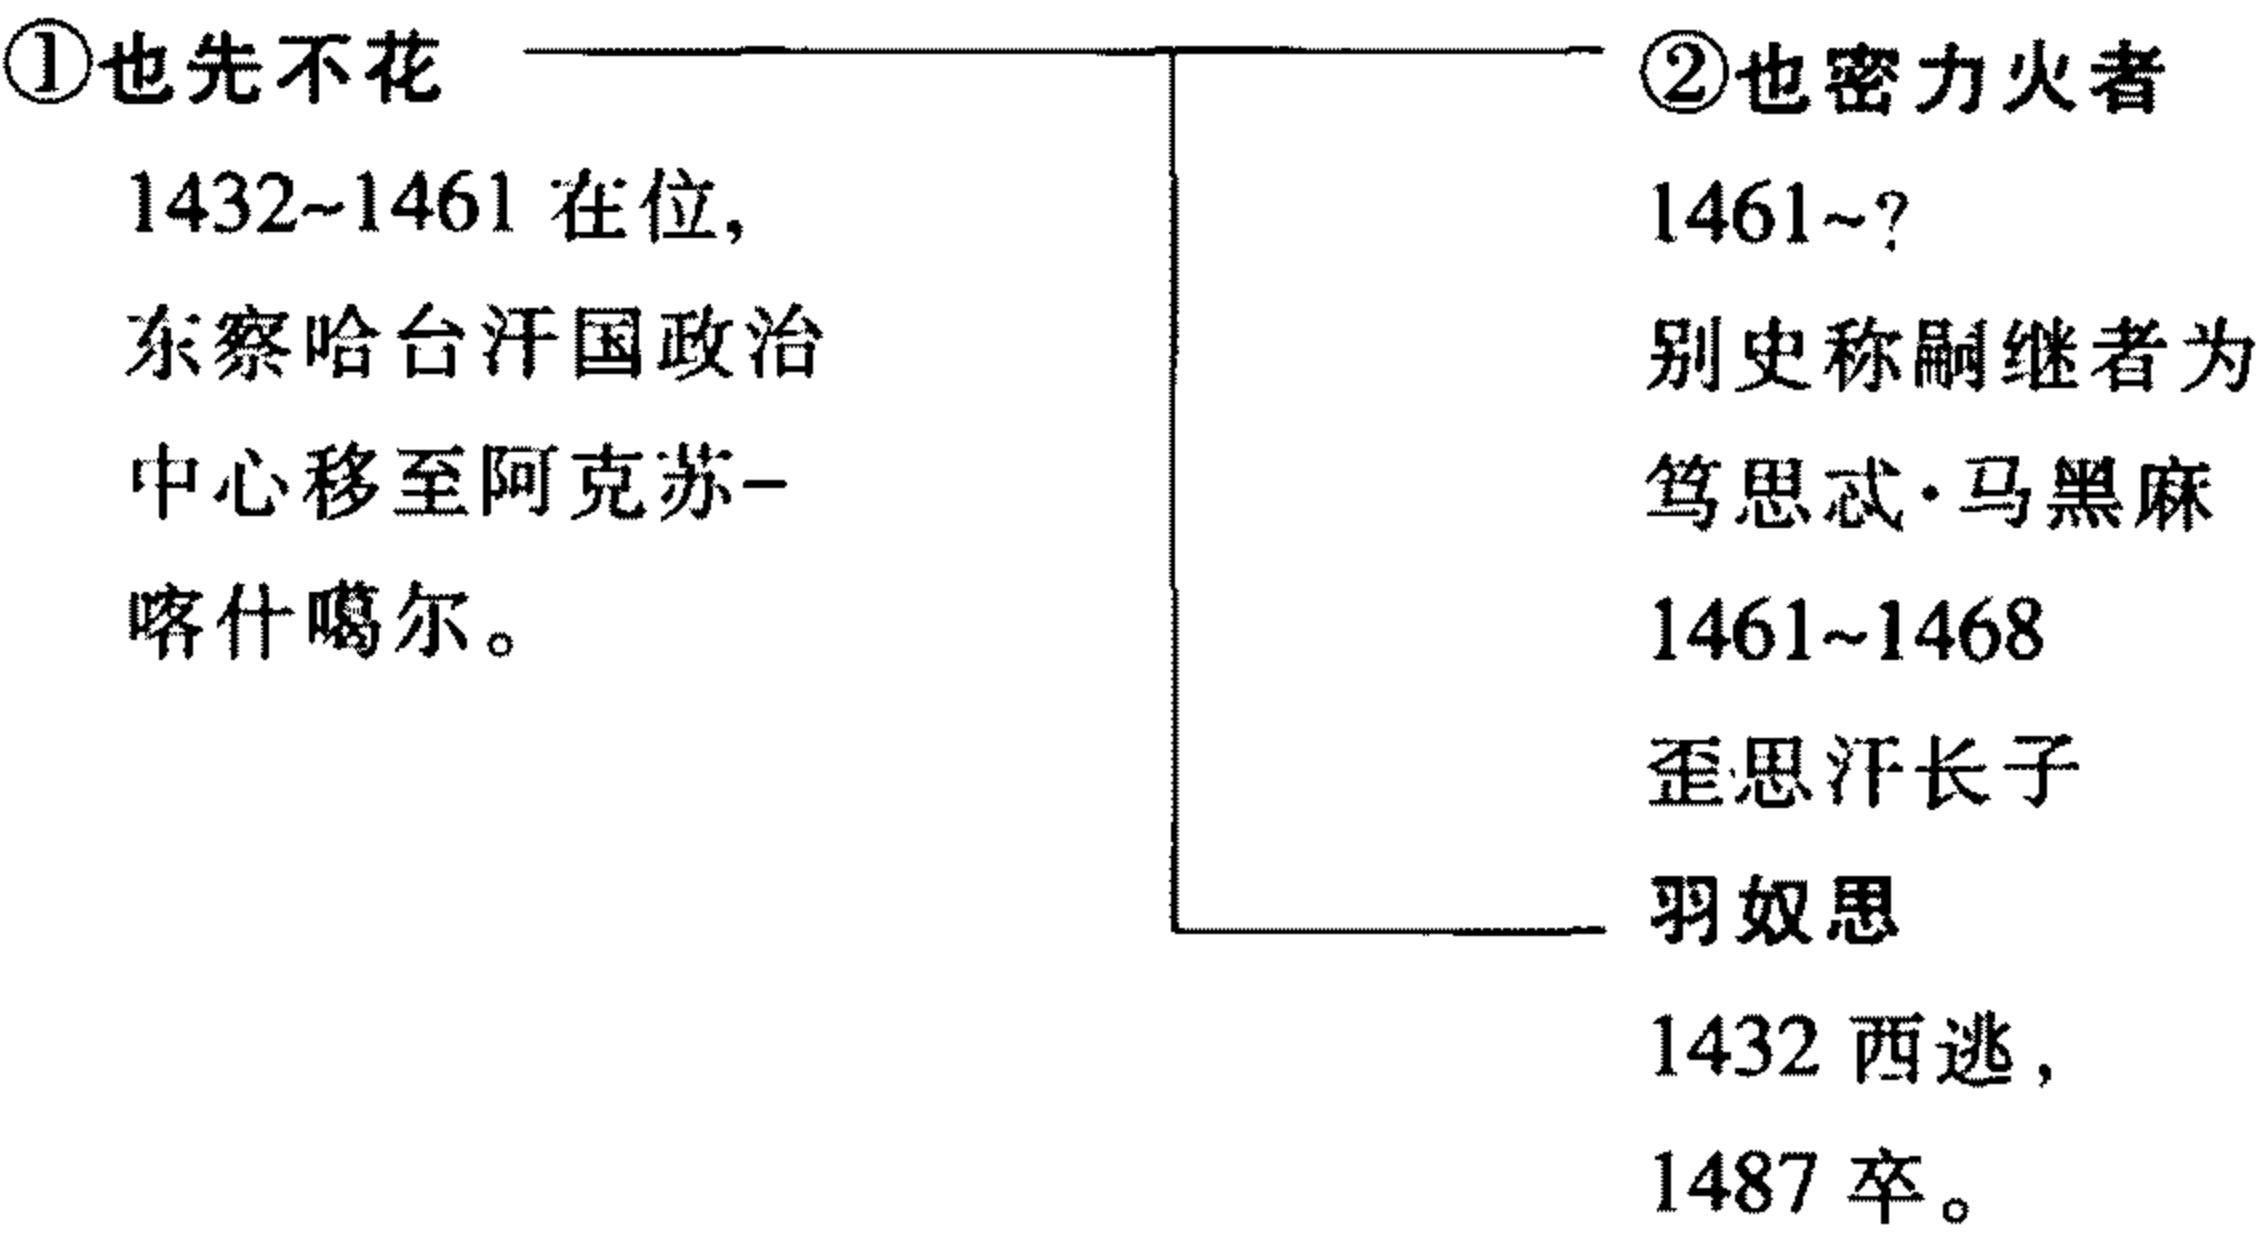 ①也先不花
1432~1461 在位,
东察哈台汗国政治
中心移至阿克苏-
喀什噶尔。
②也密力火者
1461~?
别史称嗣继者为
笃思忒·马黑麻
1461~1468
歪思汗长子
羽奴思
1432 西逃,
1487 卒。